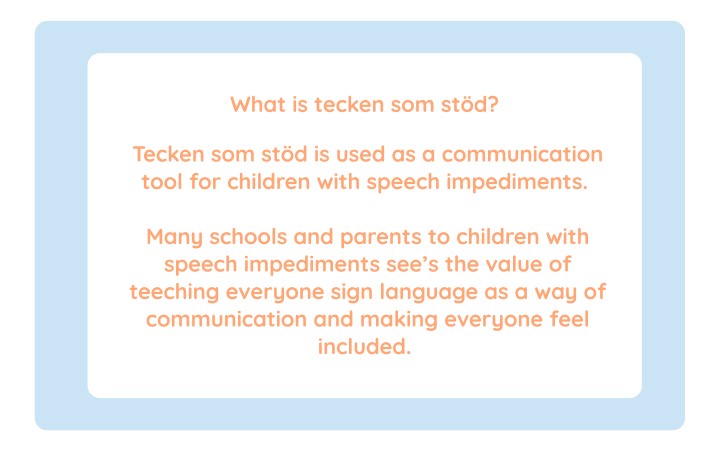 What is tecken som stöd?
Tecken som stöd is used as a communication
tool for children with speech impediments.
Many schools and parents to children with
speech impediments see's the value of
teeching everyone sign language as a way of
communication and making everyone feel
included.